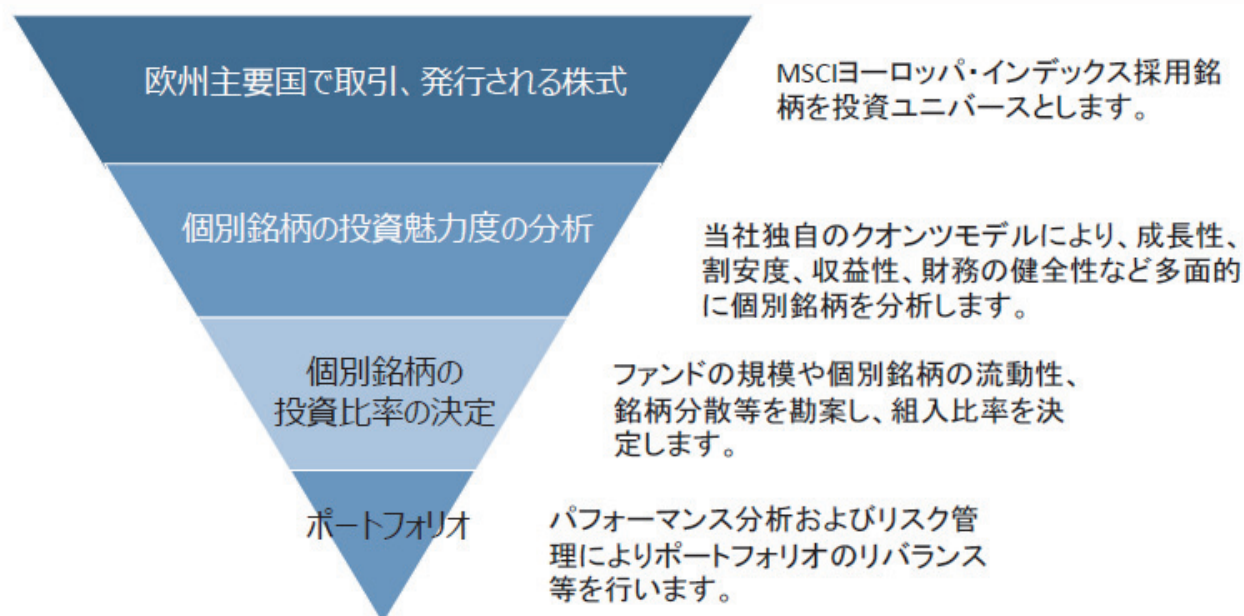 欧州主要国で取引、発行される株式
MSCIヨーロッパ・インデックス採用銘
柄を投資ユニバースとします。
個別銘柄の投資魅力度の分析
当社独自のクオンツモデルにより、成長性、
割安度、収益性、財務の健全性など多面的
に個別銘柄を分析します。
個別銘柄の
投資比率の決定
ファンドの規模や個別銘柄の流動性、
銘柄分散等を勘案し、組入比率を決
定します。
ポートフォリオ
パフォーマンス分析およびリスク管
理によりポートフォリオのリバランス
等を行います。